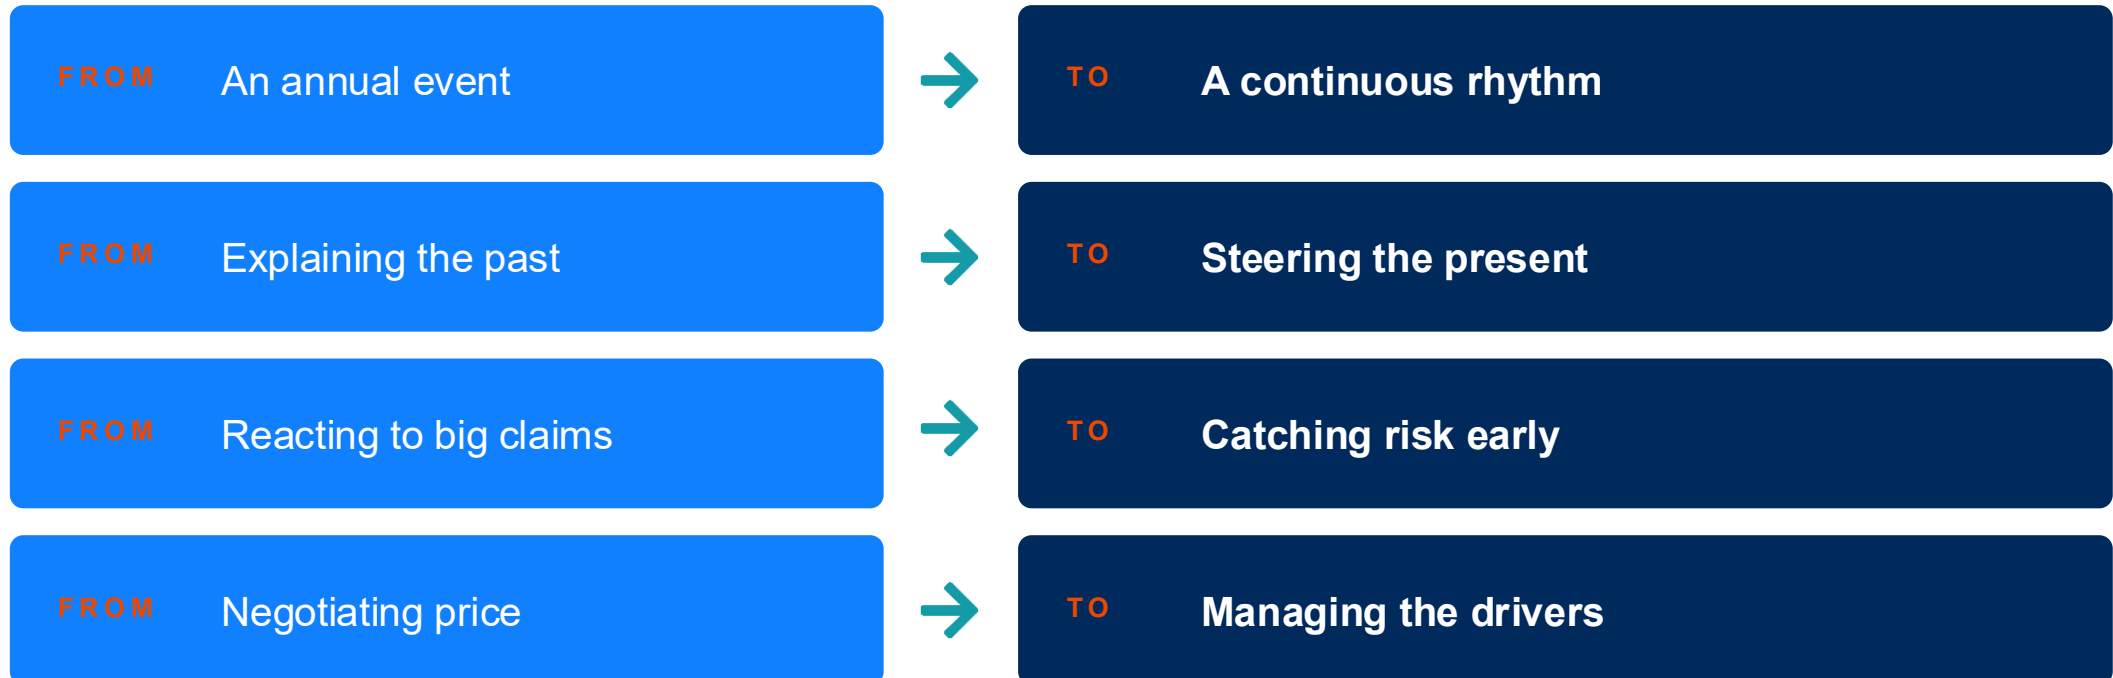 FROM An annual event TO A continuous rhythm
FROM Explaining the past TO Steering the present
FROM Reacting to big claims TO Catching risk early
FROM Negotiating price TO Managing the drivers